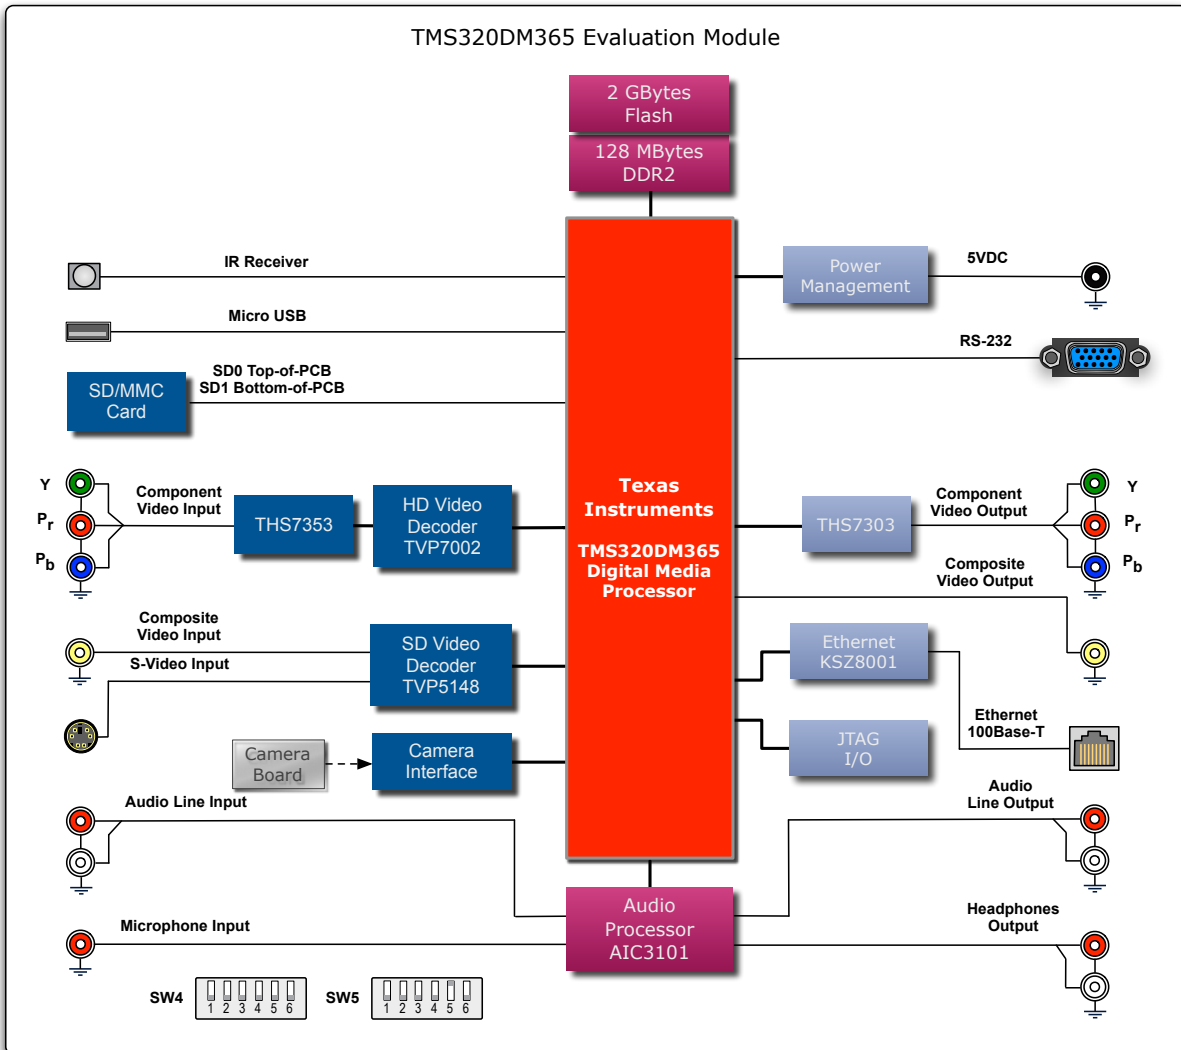 TMS320DM365 Evaluation Module
2 GBytes
Flash
128 MBytes
DDR2
IR Receiver
Micro USB
SD0 Top-of-PCB
SD1 Bottom-of-PCB
SD/MMC
Card
Power
Management
5VDC
RS-232
Y
Pr
Pb
Component
Video Input
THS7353
HD Video
Decoder
TVP7002
Texas
Instruments
TMS320DM365
Digital Media
Processor
THS7303
Component
Video Output
Y
Pr
Pb
Composite
Video Output
Composite
Video Input
S-Video Input
SD Video
Decoder
TVP5148
Ethernet
KSZ8001
Ethernet
100Base-T
JTAG
I/O
Camera
Board
Camera
Interface
Audio Line Input
Audio
Line Output
Microphone Input
Audio
Processor
AIC3101
Headphones
Output
SW4
1 2 3 4 5 6
SW5
1 2 3 4 5 6